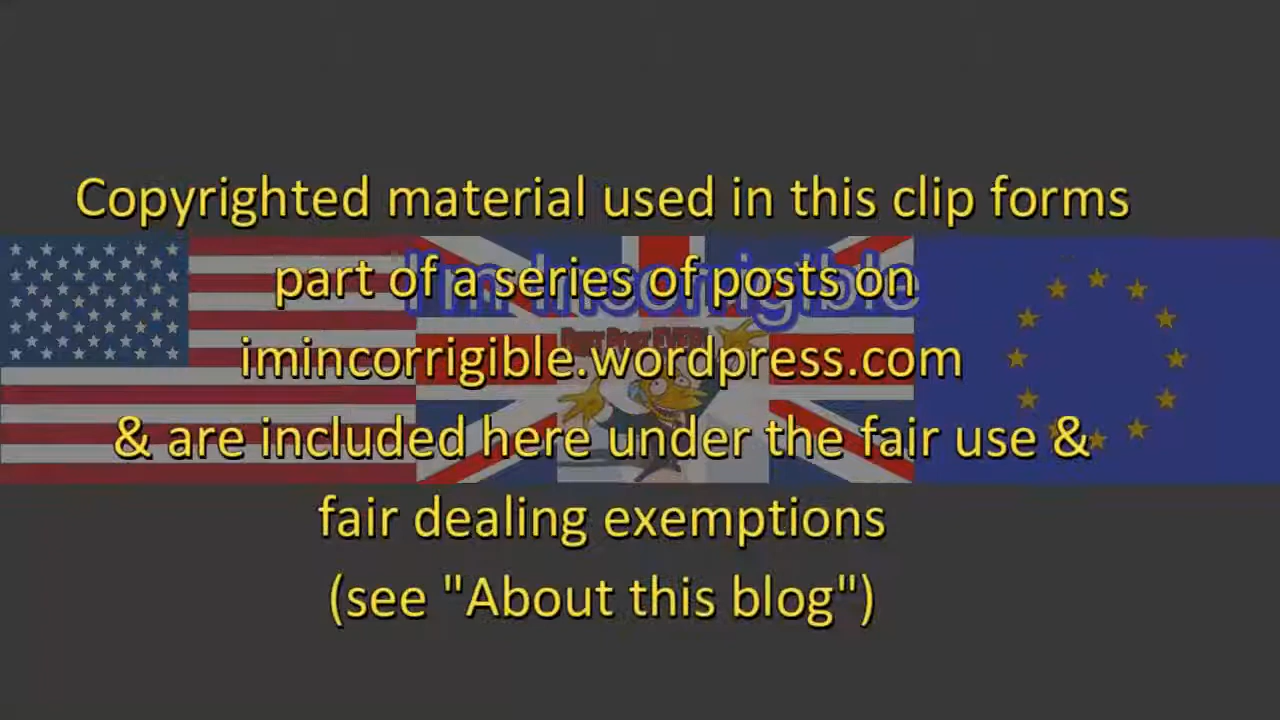 Copyrighted material used in this clip forms
part of a series of posts on
I'm incorrigible
imincorrigible.wordpress.com
& are included here under the fair use &
fair dealing exemptions
(see "About this blog")